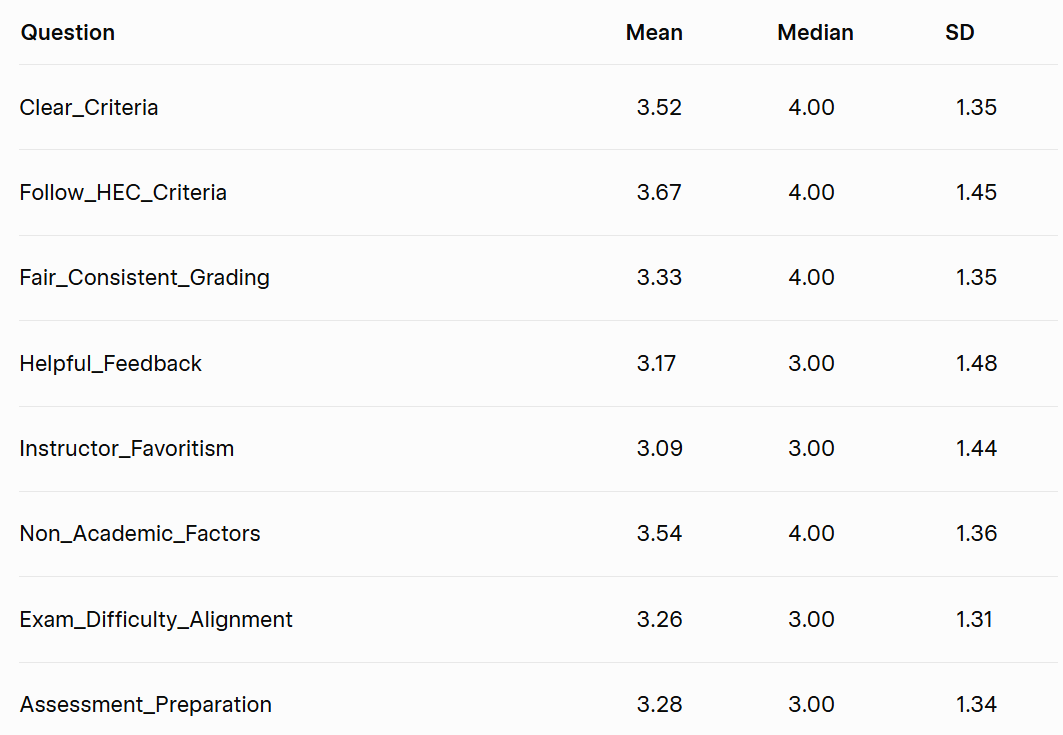 Question Mean Median SD
Clear_Criteria 3.52 4.00 1.35
Follow_HEC_Criteria 3.67 4.00 1.45
Fair_Consistent_Grading 3.33 4.00 1.35
Helpful_Feedback 3.17 3.00 1.48
Instructor_Favoritism 3.09 3.00 1.44
Non_Academic_Factors 3.54 4.00 1.36
Exam_Difficulty_Alignment 3.26 3.00 1.31
Assessment_Preparation 3.28 3.00 1.34